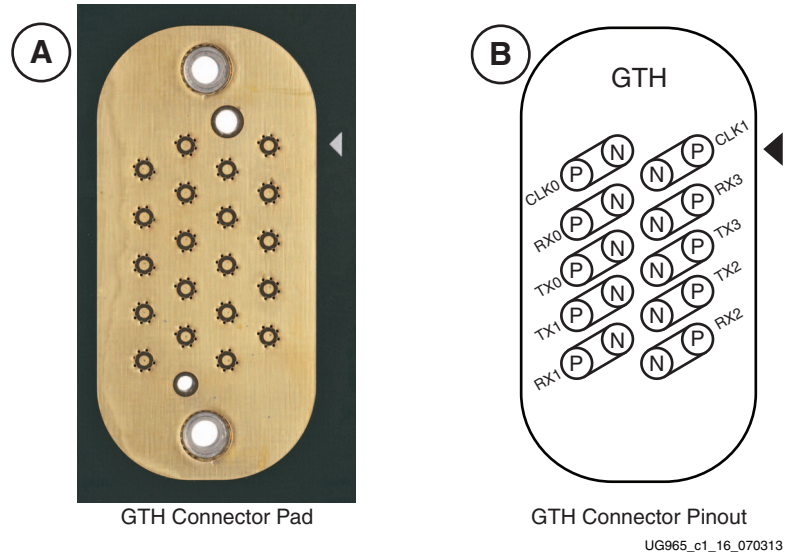 A
B
GTH
CLK0
P
N
N
P
CLK1
RX0
P
N
N
P
RX3
TX0
P
N
N
P
TX3
TX1
P
N
N
P
TX2
RX1
P
N
N
P
RX2
GTH Connector Pad
GTH Connector Pinout
UG965_c1_16_070313